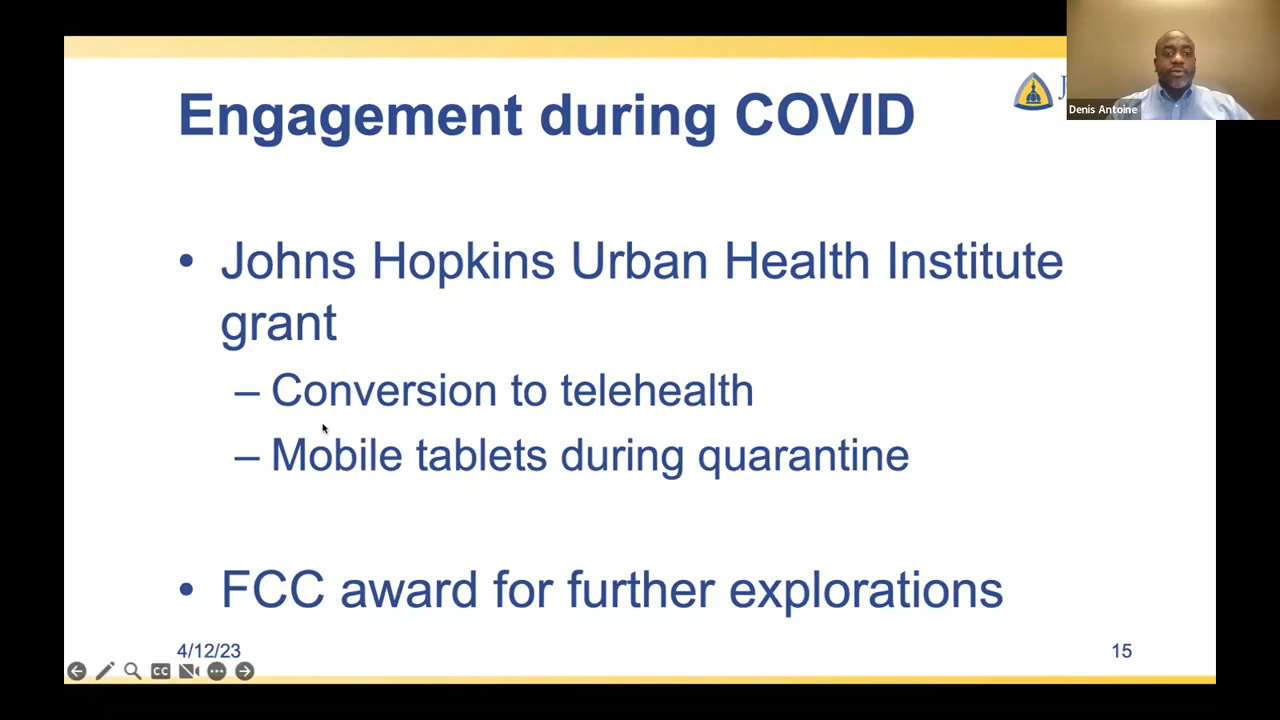 Engagement during COVID
Denis Antoine
• Johns Hopkins Urban Health Institute
grant
– Conversion to telehealth
– Mobile tablets during quarantine
• FCC award for further explorations
4/12/23
15
CC